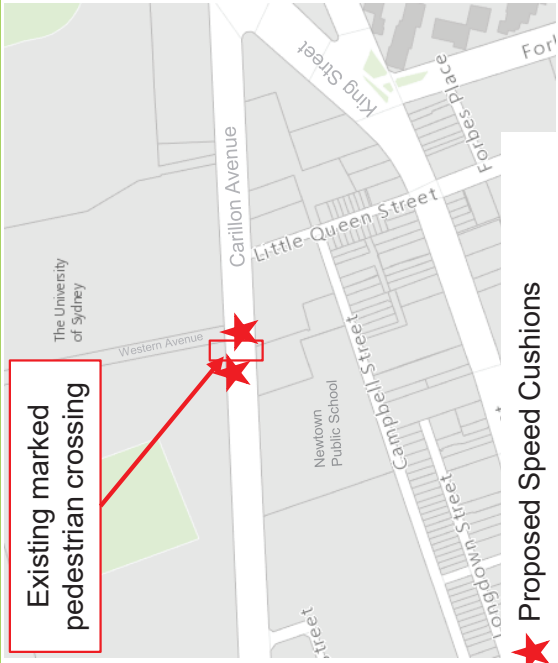 Existing marked
pedestrian crossing
The University
of Sydney
Western Avenue
Carillon Avenue
King Street
Forbes Place
Little Queen Street
Newtown
Public School
Campbell Street
Longdown Street
Proposed Speed Cushions